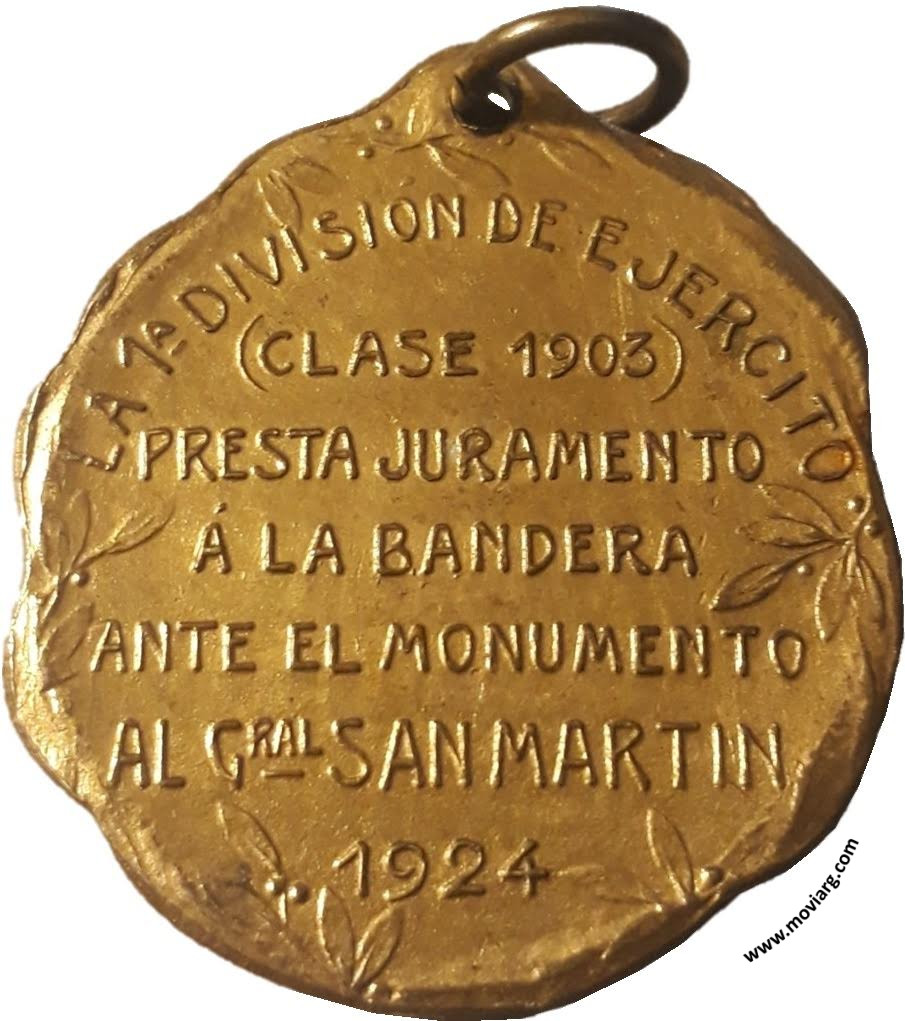 LA 1ª DIVISIÓN DE EJERCITO
(CLASE 1903)
PRESTA JURAMENTO
Á LA BANDERA
ANTE EL MONUMENTO
AL GRAL SAN MARTIN
1924
www.moviarg.com